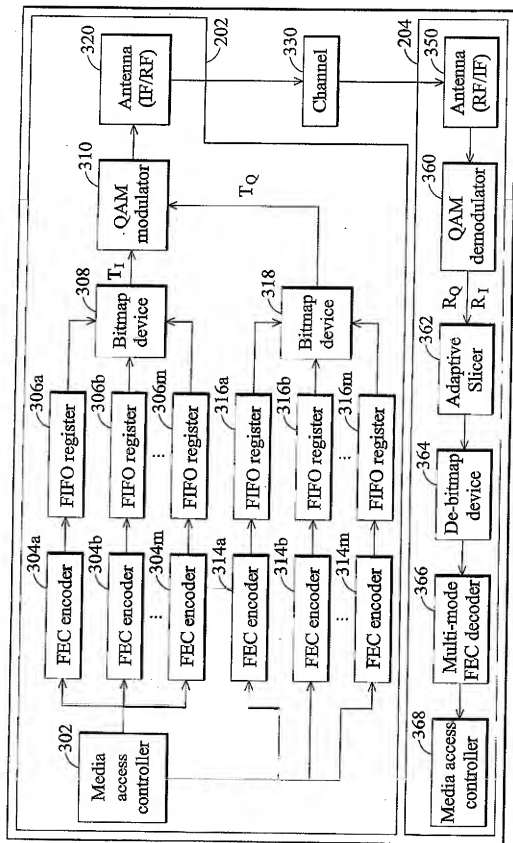 302
Media
access
controller
304a
FEC encoder
304b
FEC encoder
⋮
304m
FEC encoder
314a
FEC encoder
314b
FEC encoder
⋮
314m
FEC encoder
306a
FIFO register
306b
FIFO register
⋮
306m
FIFO register
316a
FIFO register
316b
FIFO register
⋮
316m
FIFO register
308
Bitmap
device
318
Bitmap
device
TI
TQ
310
QAM
modulator
320
Antenna
(IF/RF)
202
330
Channel
204
350
Antenna
(RF/IF)
360
QAM
demodulator
RQ
RI
362
Adaptive
Slicer
364
De-bitmap
device
366
Multi-mode
FEC decoder
368
Media access
controller